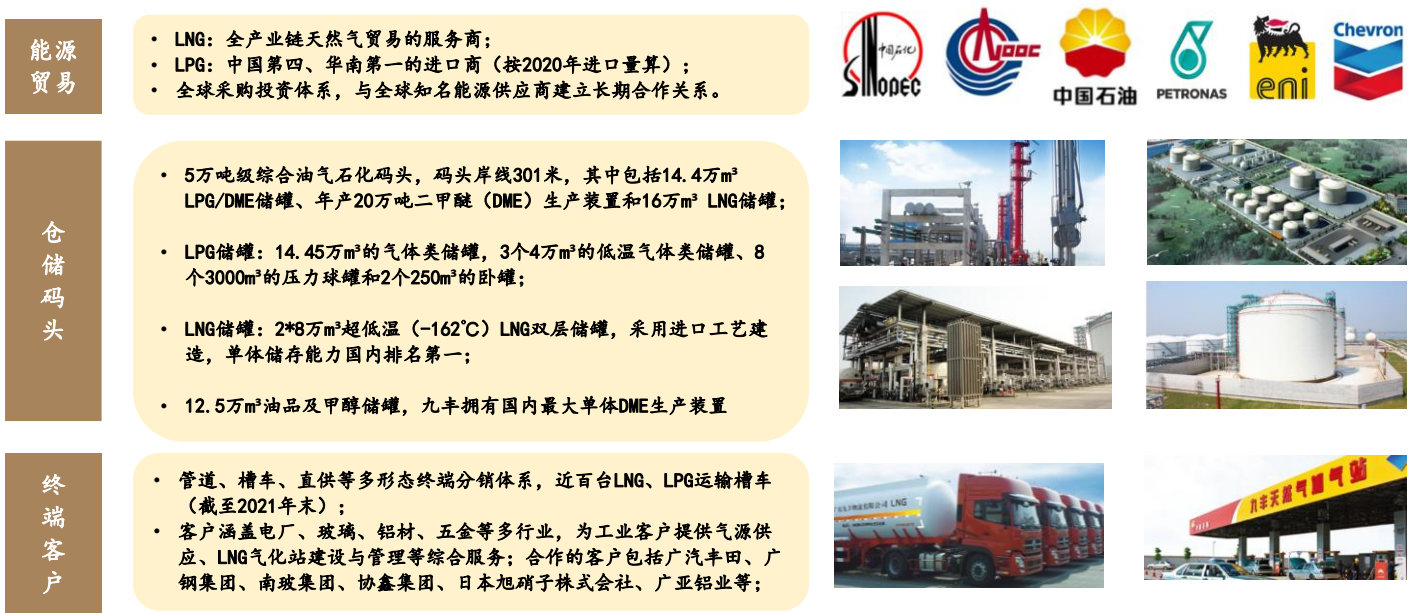 能源
贸易
• LNG：全产业链天然气贸易的服务商；
• LPG：中国第四、华南第一的进口商（按2020年进口量算）；
• 全球采购投资体系，与全球知名能源供应商建立长期合作关系。
中国石化
SINOPEC
CNOOC
中国石油
PETRONAS
eni
Chevron
仓
储
码
头
• 5万吨级综合油气石化码头，码头岸线301米，其中包括14.4万m³
LPG/DME储罐、年产20万吨二甲醚（DME）生产装置和16万m³ LNG储罐；
• LPG储罐：14.45万m³的气体类储罐，3个4万m³的低温气体类储罐、8
个3000m³的压力球罐和2个250m³的卧罐；
• LNG储罐：2*8万m³超低温（-162℃）LNG双层储罐，采用进口工艺建
造，单体储存能力国内排名第一；
• 12.5万m³油品及甲醇储罐，九丰拥有国内最大单体DME生产装置
终
端
客
户
• 管道、槽车、直供等多形态终端分销体系，近百台LNG、LPG运输槽车
（截至2021年末）；
• 客户涵盖电厂、玻璃、铝材、五金等多行业，为工业客户提供气源供
应、LNG气化站建设与管理等综合服务；合作的客户包括广汽丰田、广
钢集团、南玻集团、协鑫集团、日本旭硝子株式会社、广亚铝业等；
LNG
九丰天然气加气站